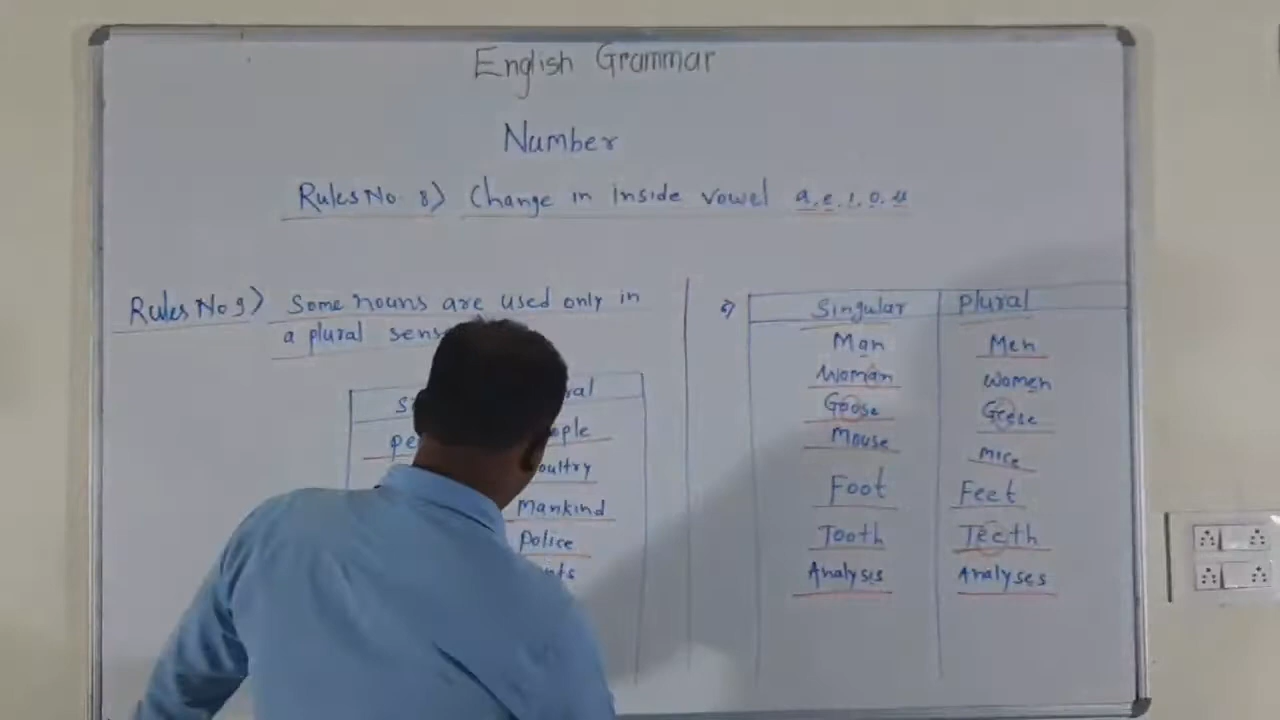 English Grammar
Number
Rules No. 8) Change in inside vowel a, e, i, o, u
Rules No 9) Some nouns are used only in
a plural
Mankind
Police
Singular Plural
Man Men
Woman Women
Goose Geese
Mouse Mice
Foot Feet
Tooth Teeth
Analysis Analyses